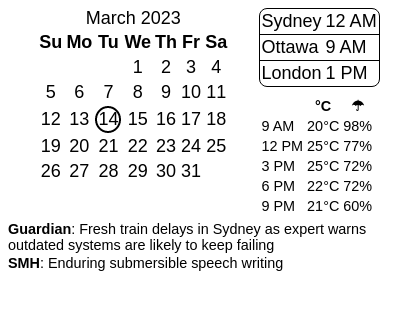 March 2023
Su Mo Tu We Th Fr Sa
1 2 3 4
5 6 7 8 9 10 11
12 13 14 15 16 17 18
19 20 21 22 23 24 25
26 27 28 29 30 31
Sydney 12 AM
Ottawa 9 AM
London 1 PM
°C ☂
9 AM 20°C 98%
12 PM 25°C 77%
3 PM 25°C 72%
6 PM 22°C 72%
9 PM 21°C 60%
Guardian: Fresh train delays in Sydney as expert warns
outdated systems are likely to keep failing
SMH: Enduring submersible speech writing